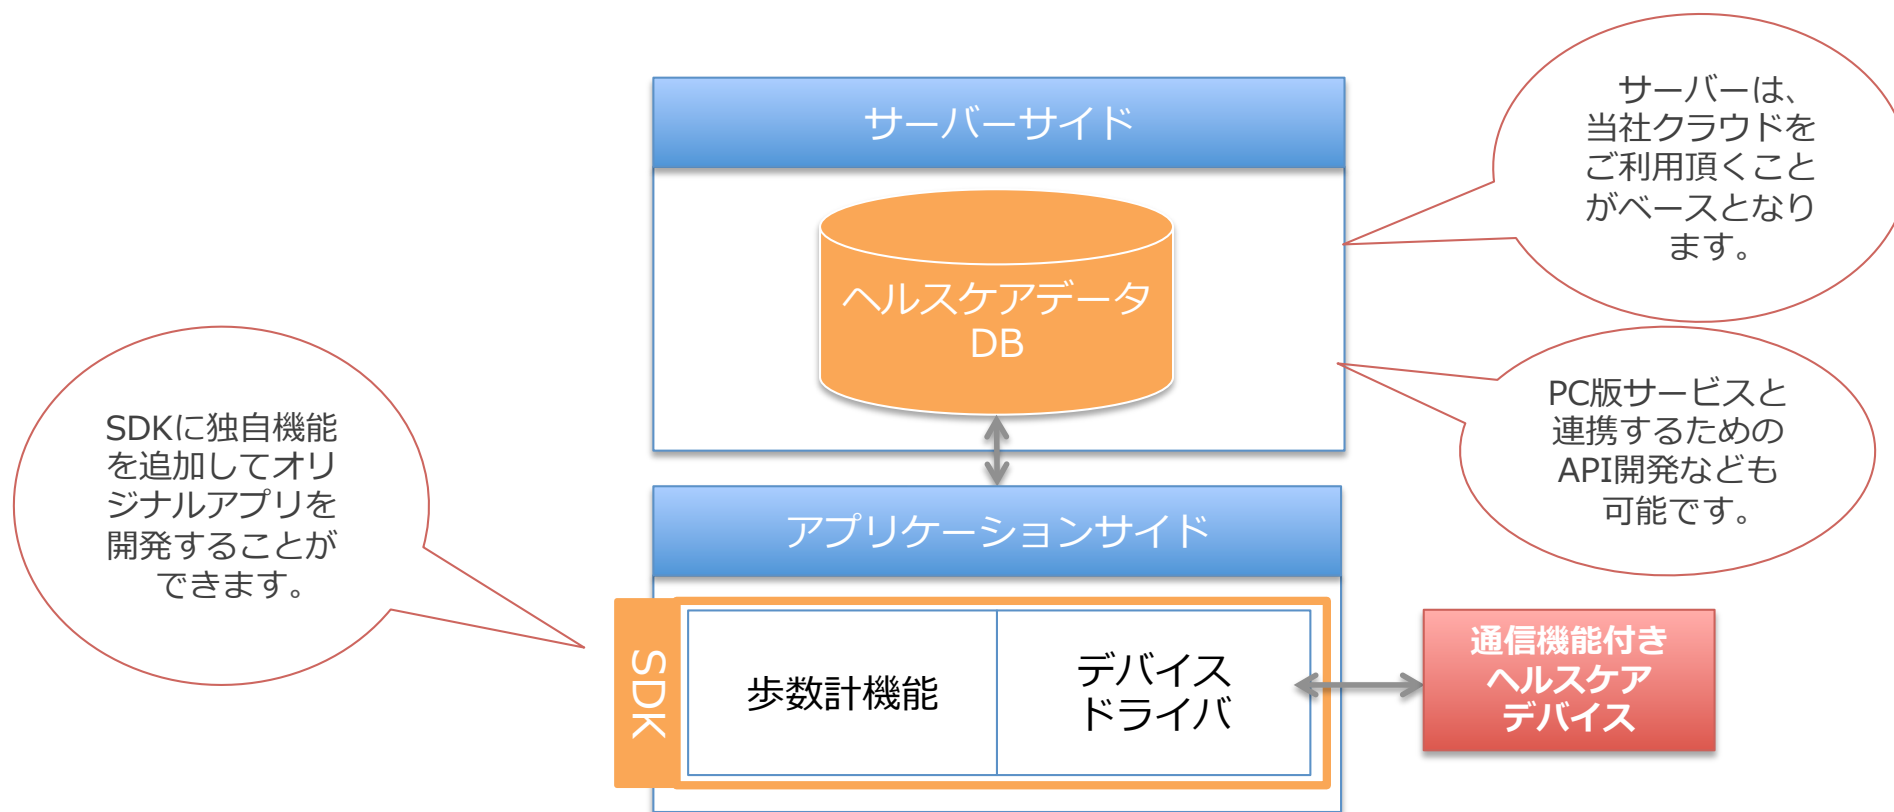 サーバーサイド
ヘルスケアデータ
DB
サーバーは、
当社クラウドを
ご利用頂くこと
がベースとなり
ます。
PC版サービスと
連携するための
API開発なども
可能です。
SDKに独自機能
を追加してオリ
ジナルアプリを
開発することが
できます。
アプリケーションサイド
SDK
歩数計機能
デバイス
ドライバ
通信機能付き
ヘルスケア
デバイス